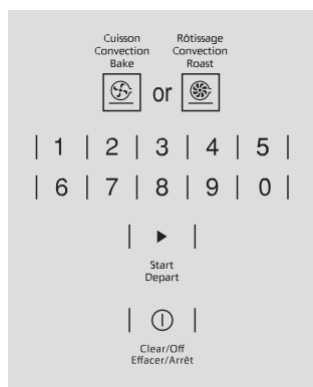 Cuisson Rôtissage
Convection Convection
Bake Roast
or
| 1 | 2 | 3 | 4 | 5 |
| 6 | 7 | 8 | 9 | 0 |
Start
Depart
Clear/Off
Effacer/Arrêt